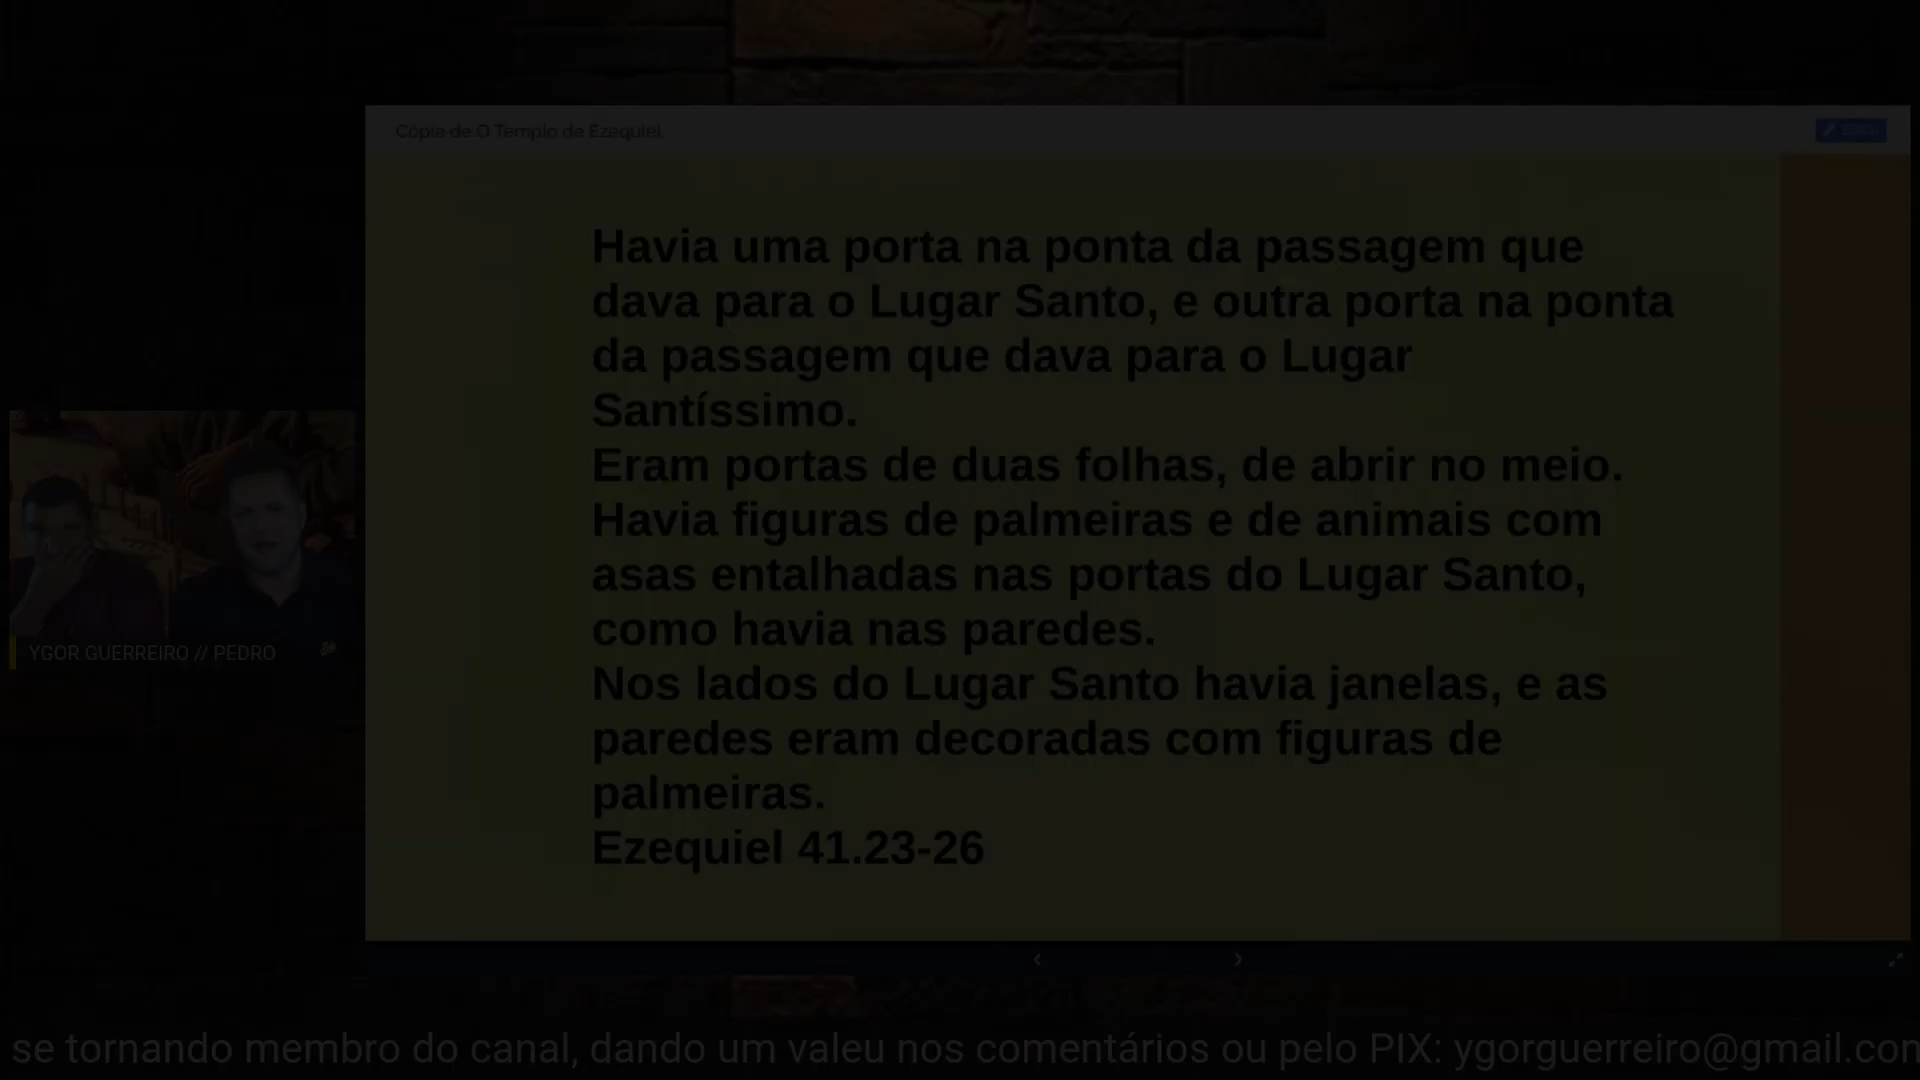 Cópia de O Templo de Ezequiel
Havia uma porta na ponta da passagem que
dava para o Lugar Santo, e outra porta na ponta
da passagem que dava para o Lugar
Santíssimo.
Eram portas de duas folhas, de abrir no meio.
Havia figuras de palmeiras e de animais com
asas entalhadas nas portas do Lugar Santo,
como havia nas paredes.
Nos lados do Lugar Santo havia janelas, e as
paredes eram decoradas com figuras de
palmeiras.
Ezequiel 41.23-26
YGOR GUERREIRO // PEDRO
se tornando membro do canal, dando um valeu nos comentários ou pelo PIX: ygorguerreiro@gmail.com